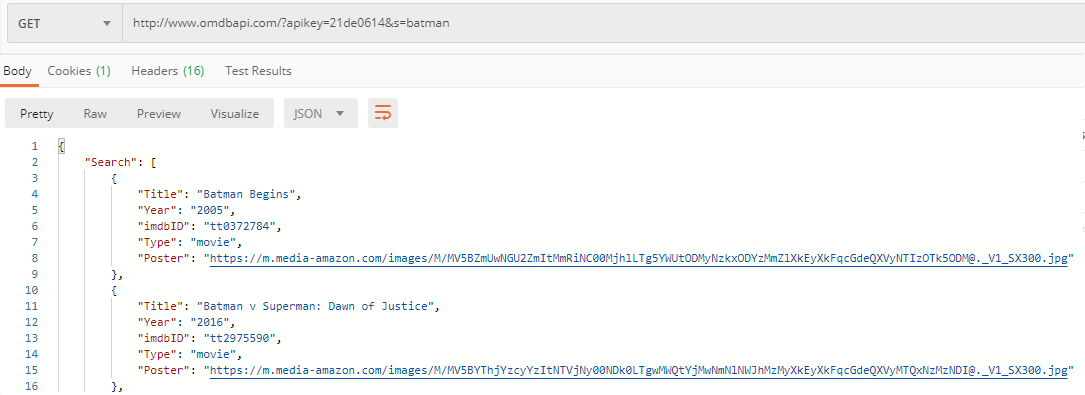 GET http://www.omdbapi.com/?apikey=21de0614&s=batman
Body Cookies (1) Headers (16) Test Results
Pretty Raw Preview Visualize JSON
1 {
2 "Search": [
3 {
4 "Title": "Batman Begins",
5 "Year": "2005",
6 "imdbID": "tt0372784",
7 "Type": "movie",
8 "Poster": "https://m.media-amazon.com/images/M/MV5BZmUwNGU2ZmItMmRiNC00MjhlLTg5YWUtODMyNzkxODYzMmZlXkEyXkFqcGdeQXVyNTIzOTk5ODM@._V1_SX300.jpg"
9 },
10 {
11 "Title": "Batman v Superman: Dawn of Justice",
12 "Year": "2016",
13 "imdbID": "tt2975590",
14 "Type": "movie",
15 "Poster": "https://m.media-amazon.com/images/M/MV5BYThjYzcyYzItNTVjNy00NDk0LTgwMWQtYjMwNmNlNWJhMzMyXkEyXkFqcGdeQXVyMTQxNzMzNDI@._V1_SX300.jpg"
16 },